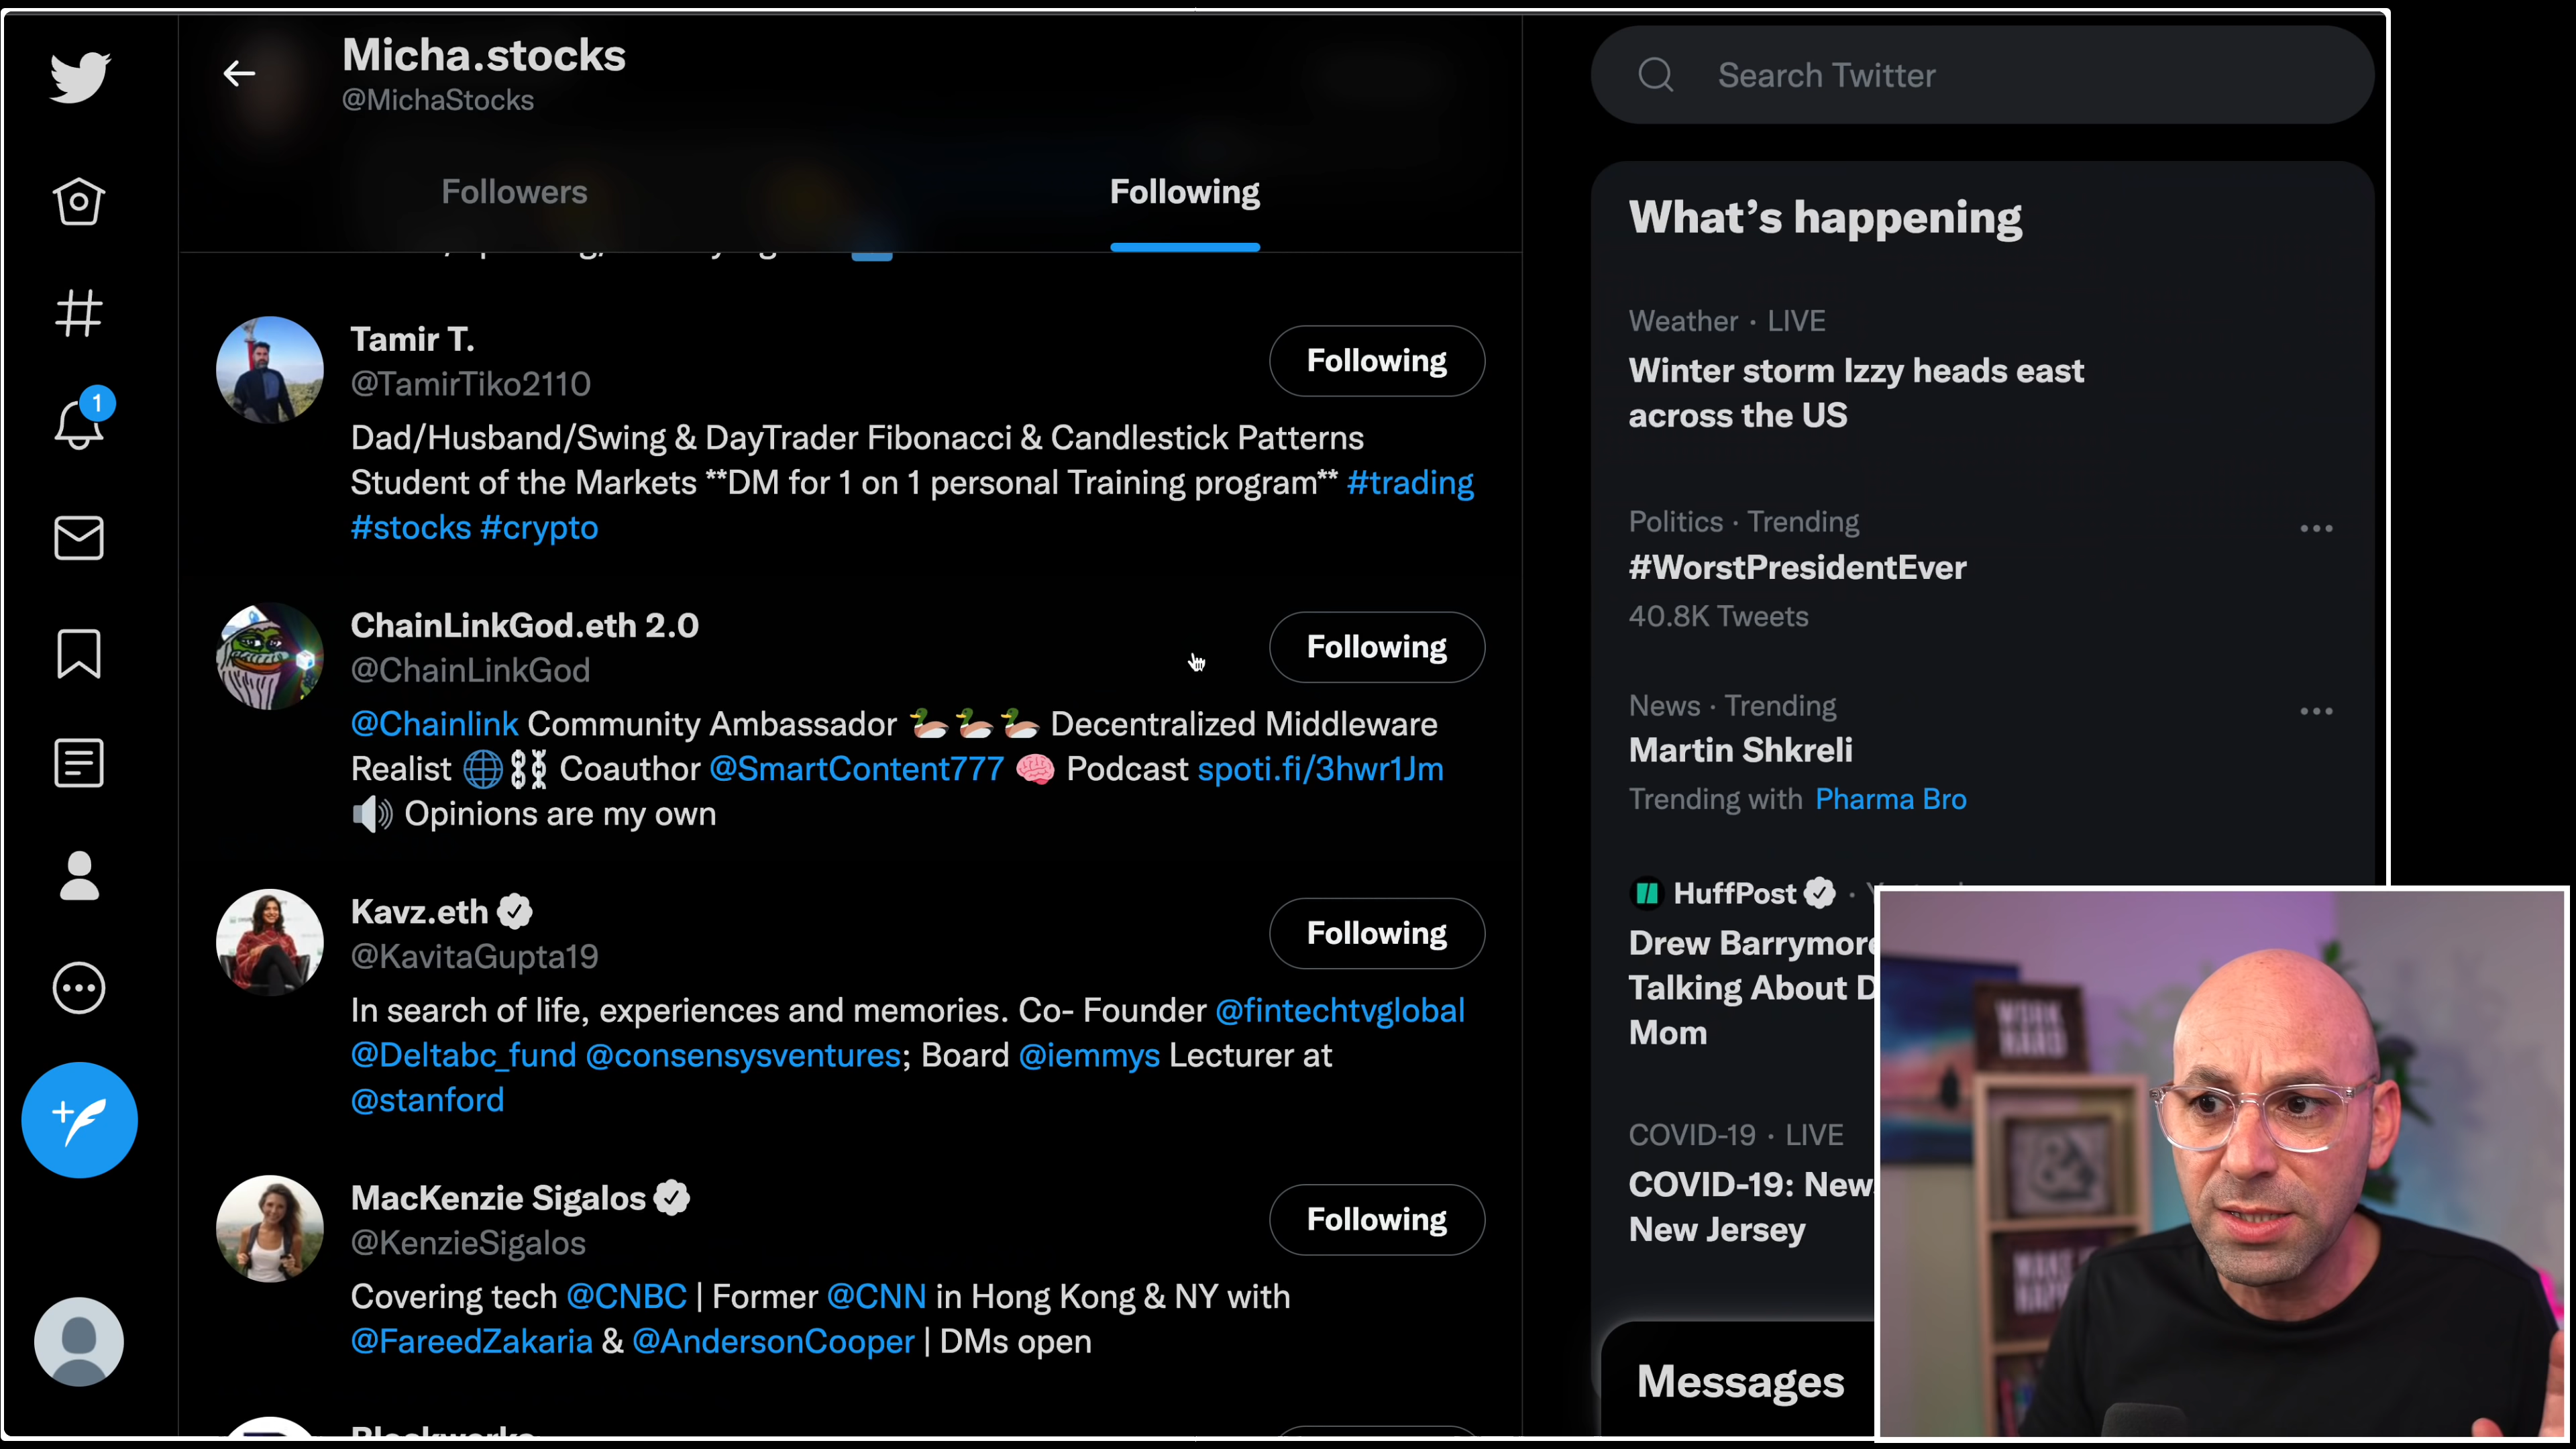 Micha.stocks
@MichaStocks
Followers
Following
Tamir T.
@TamirTiko2110
Following
Dad/Husband/Swing & DayTrader Fibonacci & Candlestick Patterns
Student of the Markets **DM for 1 on 1 personal Training program** #trading
#stocks #crypto
ChainLinkGod.eth 2.0
@ChainLinkGod
Following
@Chainlink Community Ambassador 🦆🦆🦆 Decentralized Middleware
Realist 🌐⛓ Coauthor @SmartContent777 🧠 Podcast spoti.fi/3hwr1Jm
🔊 Opinions are my own
Kavz.eth
@KavitaGupta19
Following
In search of life, experiences and memories. Co- Founder @fintechtvglobal
@Deltabc_fund @consensysventures; Board @iemmys Lecturer at
@stanford
MacKenzie Sigalos
@KenzieSigalos
Following
Covering tech @CNBC | Former @CNN in Hong Kong & NY with
@FareedZakaria & @AndersonCooper | DMs open
1
Search Twitter
What's happening
Weather · LIVE
Winter storm Izzy heads east
across the US
Politics · Trending
#WorstPresidentEver
40.8K Tweets
News · Trending
Martin Shkreli
Trending with Pharma Bro
HuffPost ·
Drew Barrymore
Talking About
Mom
COVID-19 · LIVE
COVID-19: News
New Jersey
Messages
WORK
HARD
&
MAKE